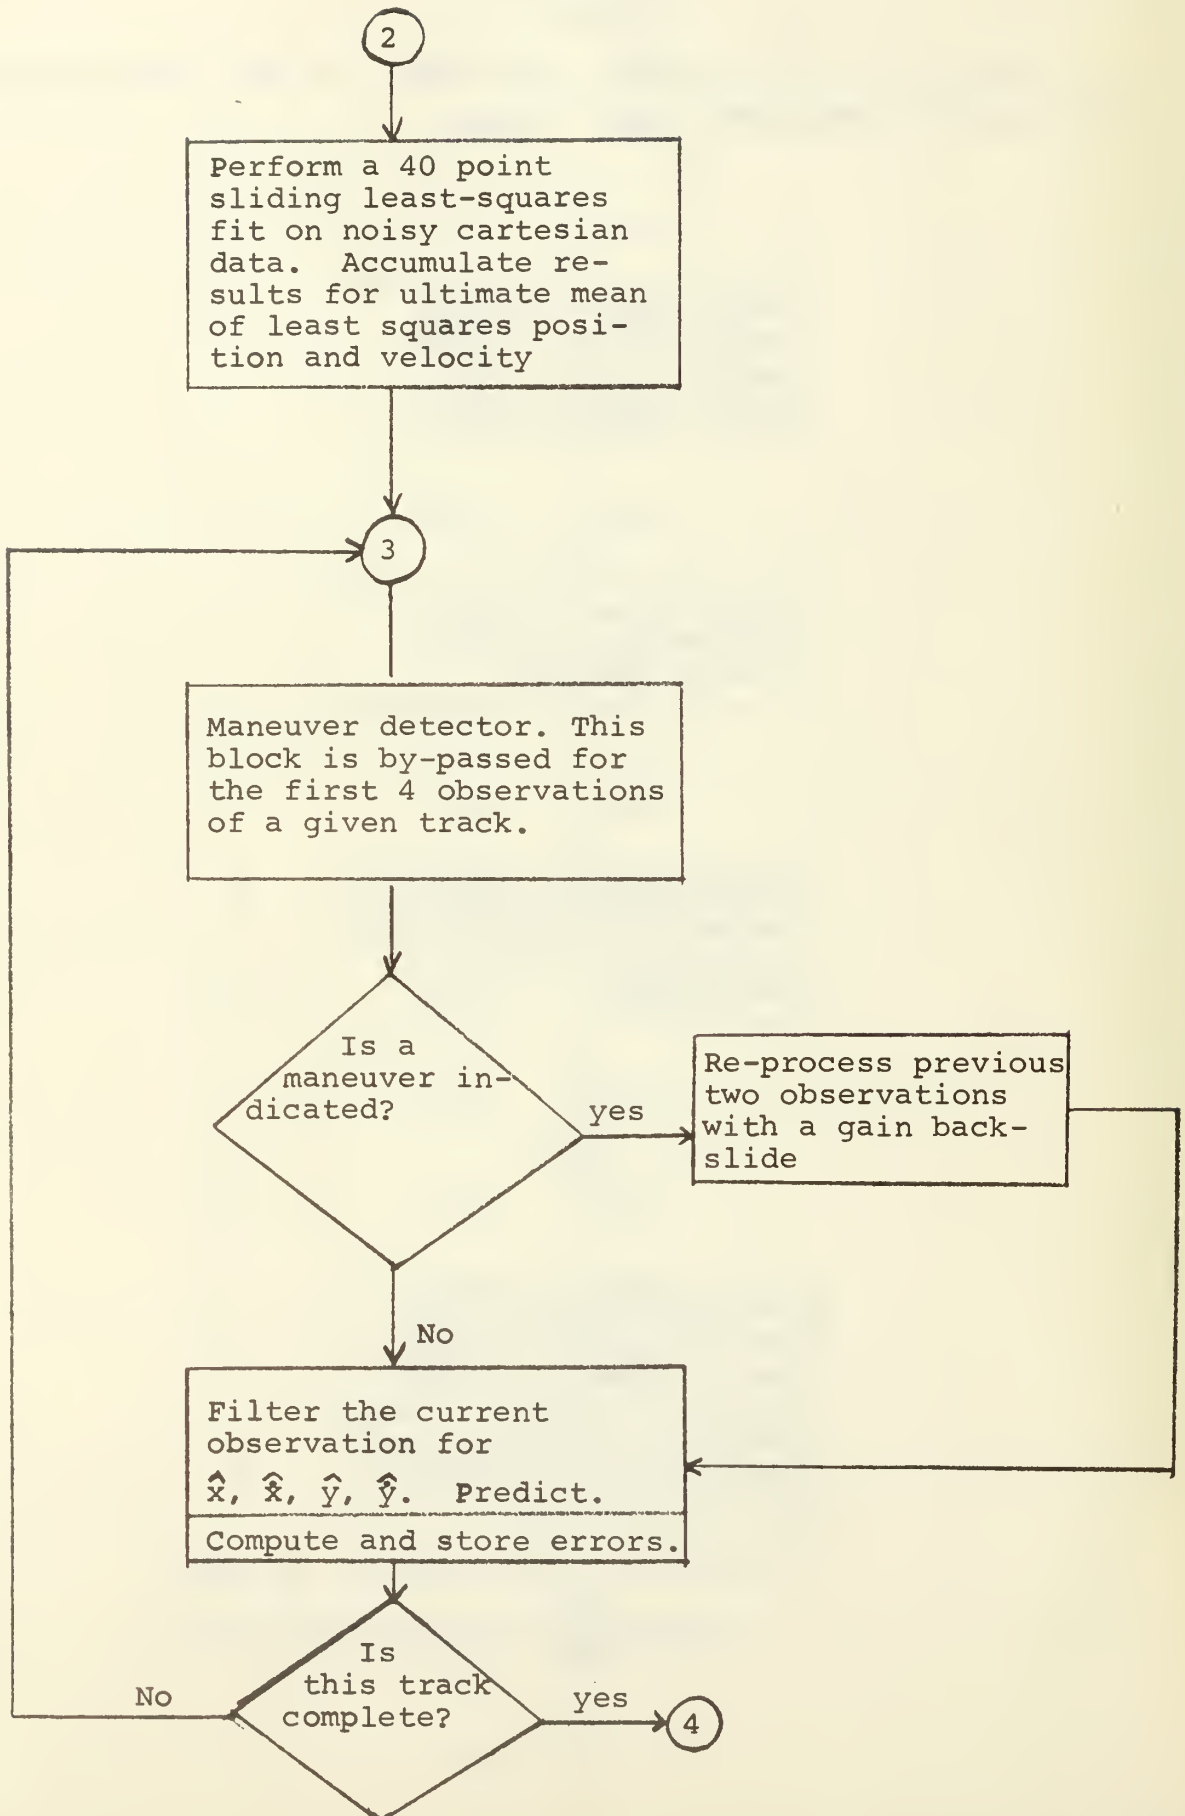 2
Perform a 40 point
sliding least-squares
fit on noisy cartesian
data. Accumulate re-
sults for ultimate mean
of least squares posi-
tion and velocity
3
Maneuver detector. This
block is by-passed for
the first 4 observations
of a given track.
Is a
maneuver in-
dicated?
yes
Re-process previous
two observations
with a gain back-
slide
No
Filter the current
observation for
x̂, ẋ̂, ŷ, ẏ̂. Predict.
Compute and store errors.
Is
this track
complete?
No
yes
4